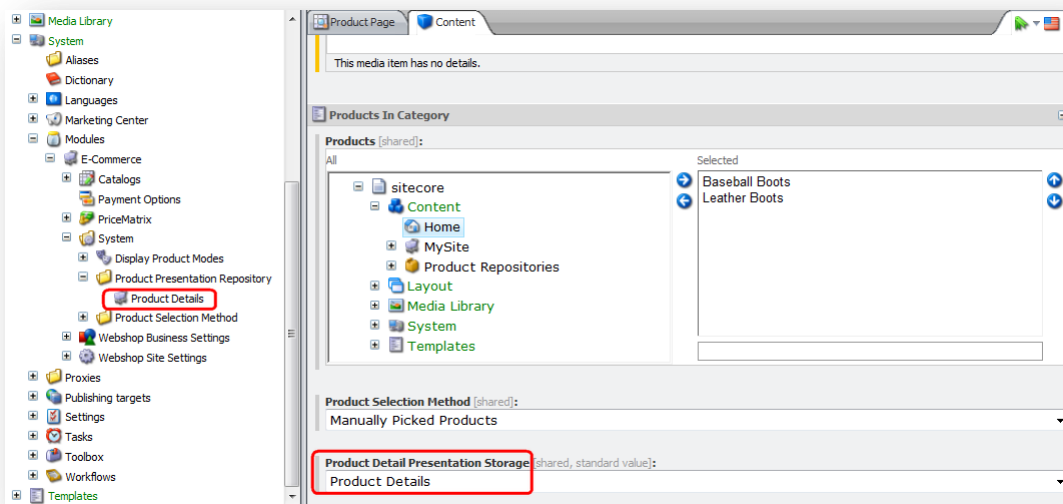 Media Library
System
Aliases
Dictionary
Languages
Marketing Center
Modules
E-Commerce
Catalogs
Payment Options
PriceMatrix
System
Display Product Modes
Product Presentation Repository
Product Details
Product Selection Method
Webshop Business Settings
Webshop Site Settings
Proxies
Publishing targets
Settings
Tasks
Toolbox
Workflows
Templates
Product Page
Content
This media item has no details.
Products In Category
Products [shared]:
All
sitecore
Content
Home
MySite
Product Repositories
Layout
Media Library
System
Templates
Selected
Baseball Boots
Leather Boots
Product Selection Method [shared]:
Manually Picked Products
Product Detail Presentation Storage [shared, standard value]:
Product Details